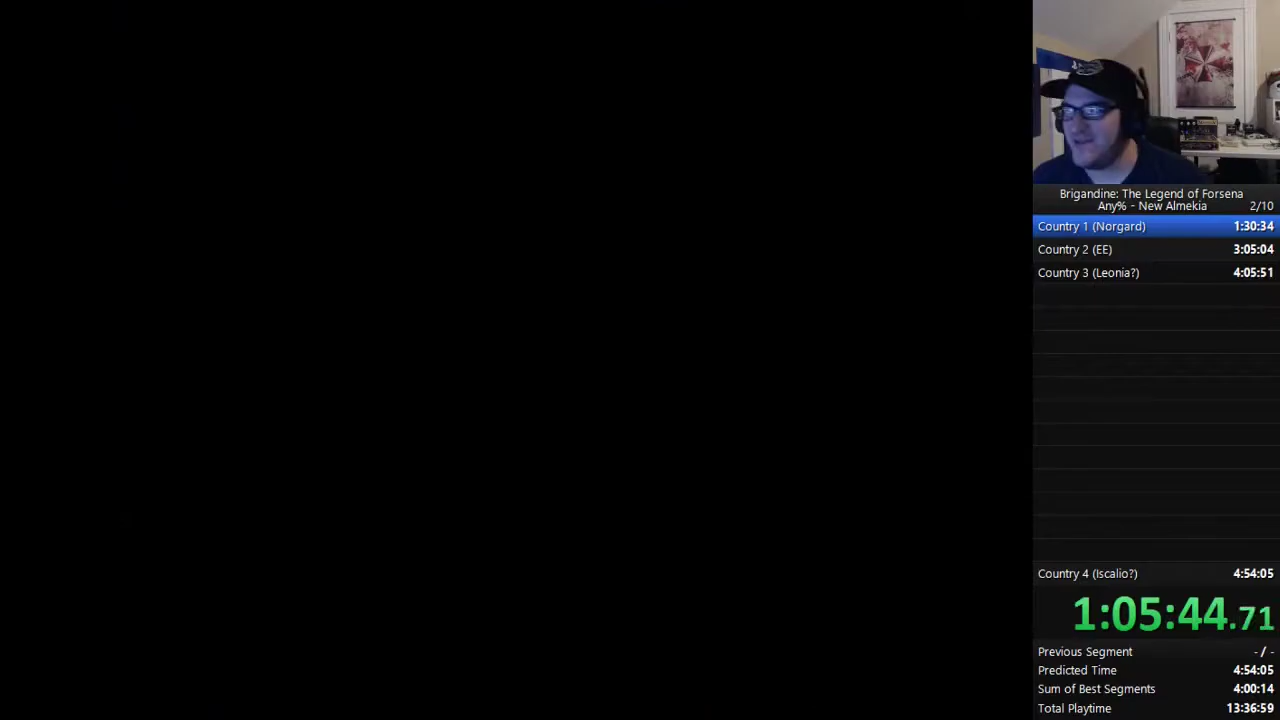 Brigandine: The Legend of Forsena
Any% - New Almekia 2/10
Country 1 (Norgard) 1:30:34
Country 2 (EE) 3:05:04
Country 3 (Leonia?) 4:05:51
Country 4 (Iscalio?) 4:54:05
1:05:44.71
Previous Segment - / -
Predicted Time 4:54:05
Sum of Best Segments 4:00:14
Total Playtime 13:36:59